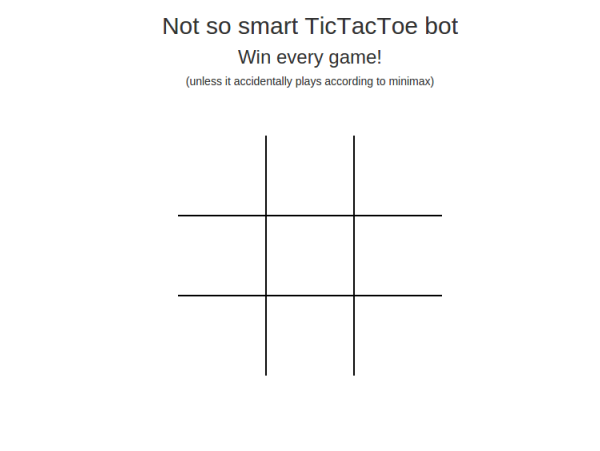 Not so smart TicTacToe bot
Win every game!
(unless it accidentally plays according to minimax)